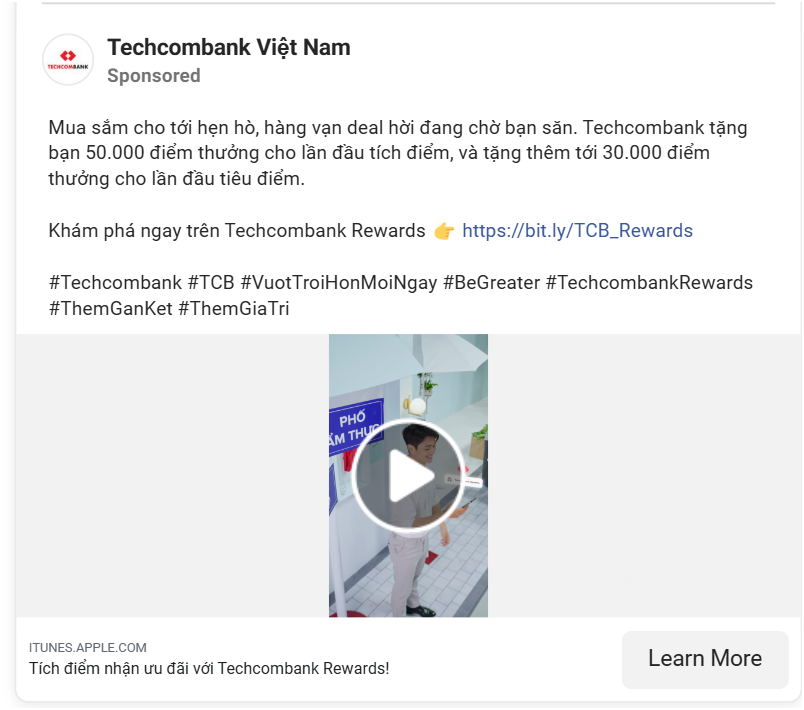 Techcombank Việt Nam
Sponsored
TECHCOMBANK
Mua sắm cho tới hẹn hò, hàng vạn deal hời đang chờ bạn săn. Techcombank tặng
bạn 50.000 điểm thưởng cho lần đầu tích điểm, và tặng thêm tới 30.000 điểm
thưởng cho lần đầu tiêu điểm.
Khám phá ngay trên Techcombank Rewards 👉 https://bit.ly/TCB_Rewards
#Techcombank #TCB #VuotTroiHonMoiNgay #BeGreater #TechcombankRewards
#ThemGanKet #ThemGiaTri
PHỐ
ITUNES.APPLE.COM
Tích điểm nhận ưu đãi với Techcombank Rewards!
Learn More